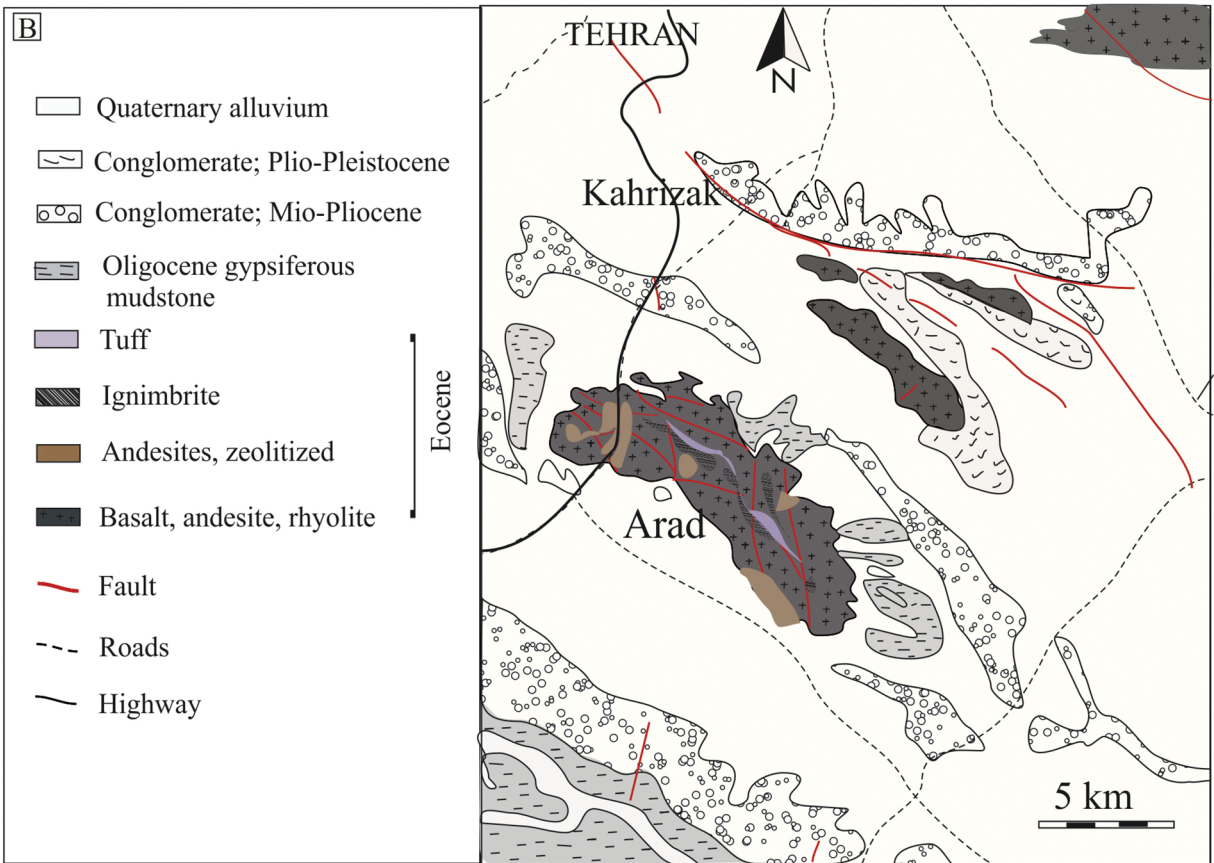 B
Quaternary alluvium
Conglomerate; Plio-Pleistocene
Conglomerate; Mio-Pliocene
Oligocene gypsiferous
mudstone
Tuff
Ignimbrite
Andesites, zeolitized
Basalt, andesite, rhyolite
Eocene
Fault
Roads
Highway
TEHRAN
N
Kahrizak
Arad
5 km